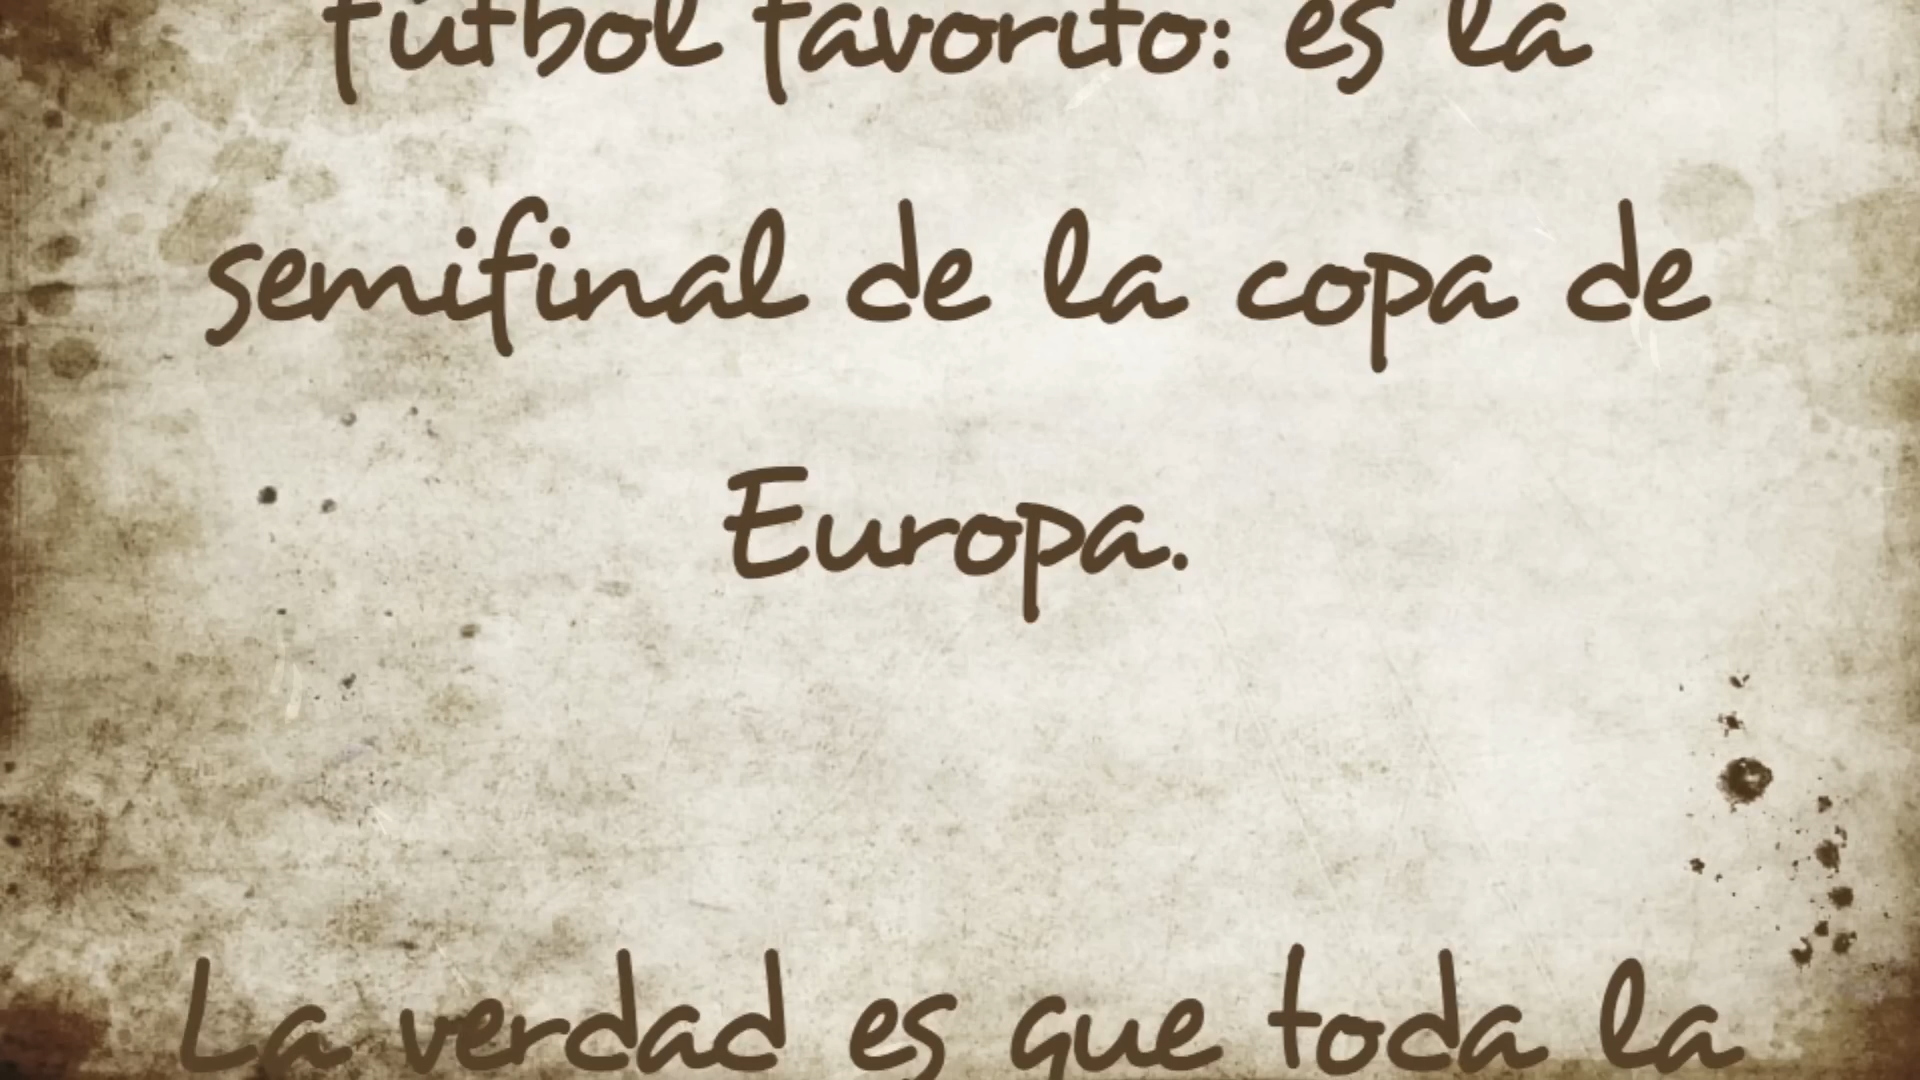 fútbol favorito: es la
semifinal de la copa de
Europa.
La verdad es que toda la